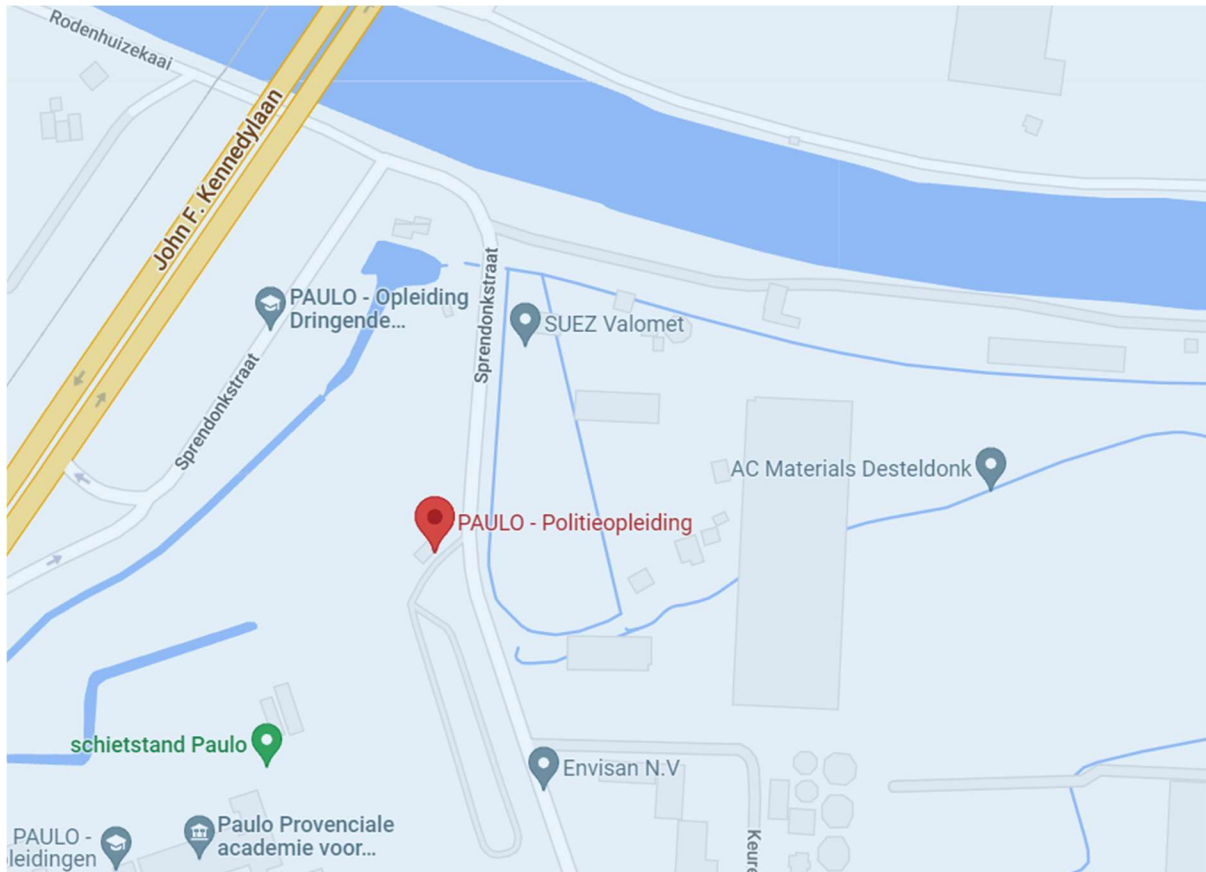 Rodenhuizekaai
John F. Kennedylaan
PAULO - Opleiding
Dringende...
Sprendonkstraat
SUEZ Valomet
Sprendonkstraat
AC Materials Desteldonk
PAULO - Politieopleiding
schietstand Paulo
Envisan N.V
PAULO -
leidingen
Paulo Provenciale
academie voor...
Keure